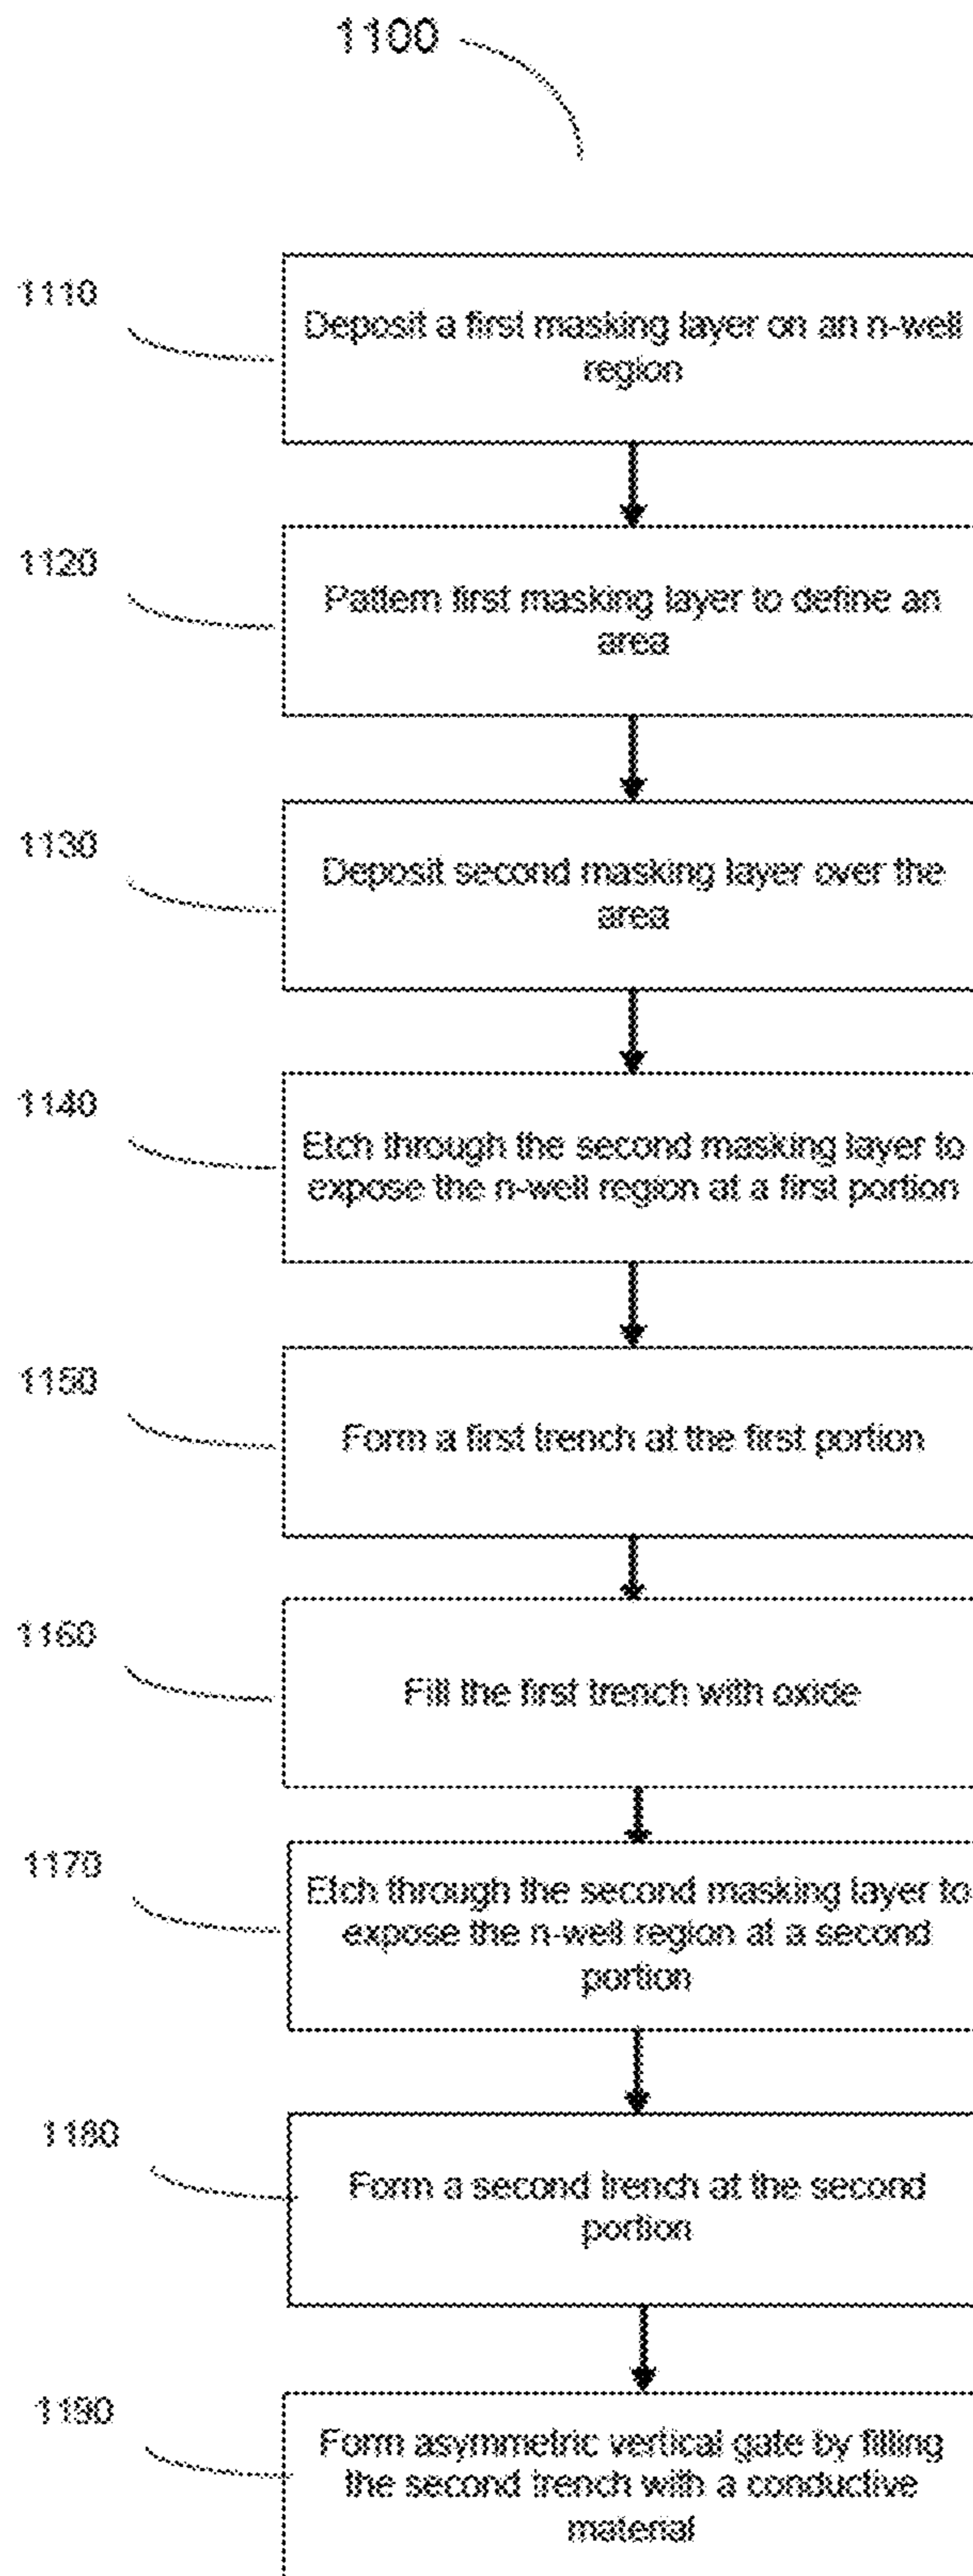 1100
1110
Deposit a first masking layer on an n-well
region
1120
Pattern first masking layer to define an
area
1130
Deposit second masking layer over the
area
1140
Etch through the second masking layer to
expose the n-well region at a first portion
1150
Form a first trench at the first portion
1160
Fill the first trench with oxide
1170
Etch through the second masking layer to
expose the n-well region at a second
portion
1180
Form a second trench at the second
portion
1190
Form asymmetric vertical gate by filling
the second trench with a conductive
material